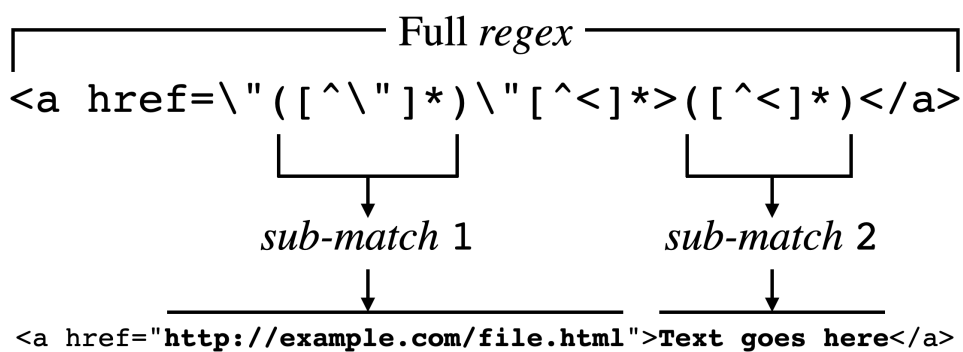 Full regex
<a href=\"([^\"]*)\"[^<]*>([^<]*)</a>
sub-match 1 sub-match 2
<a href="http://example.com/file.html">Text goes here</a>